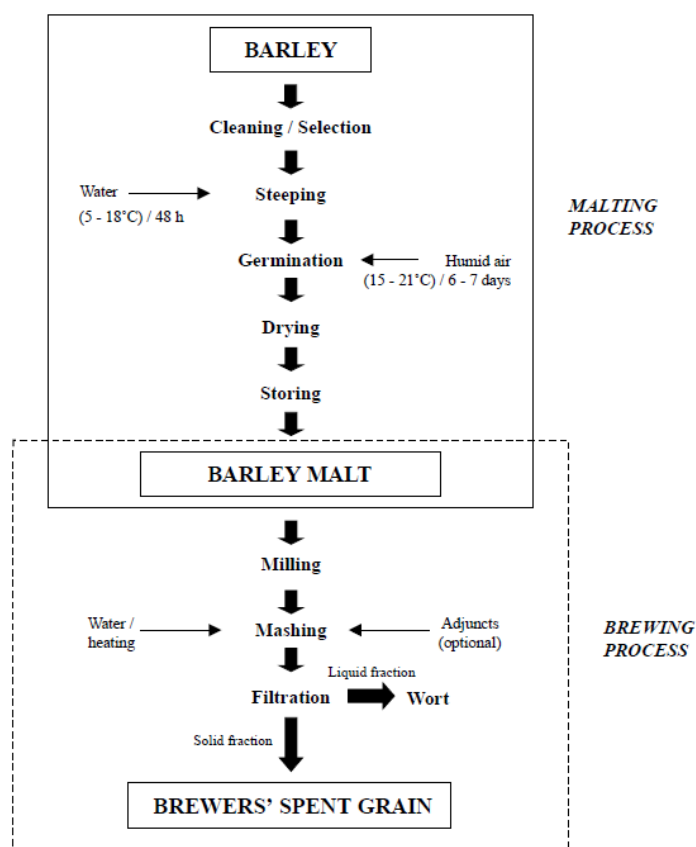 BARLEY
Cleaning / Selection
Water
(5 - 18˚C) / 48 h
Steeping
MALTING
PROCESS
Germination
Humid air
(15 - 21˚C) / 6 - 7 days
Drying
Storing
BARLEY MALT
Milling
Water /
heating
Mashing
Adjuncts
(optional)
BREWING
PROCESS
Liquid fraction
Filtration
Wort
Solid fraction
BREWERS’ SPENT GRAIN